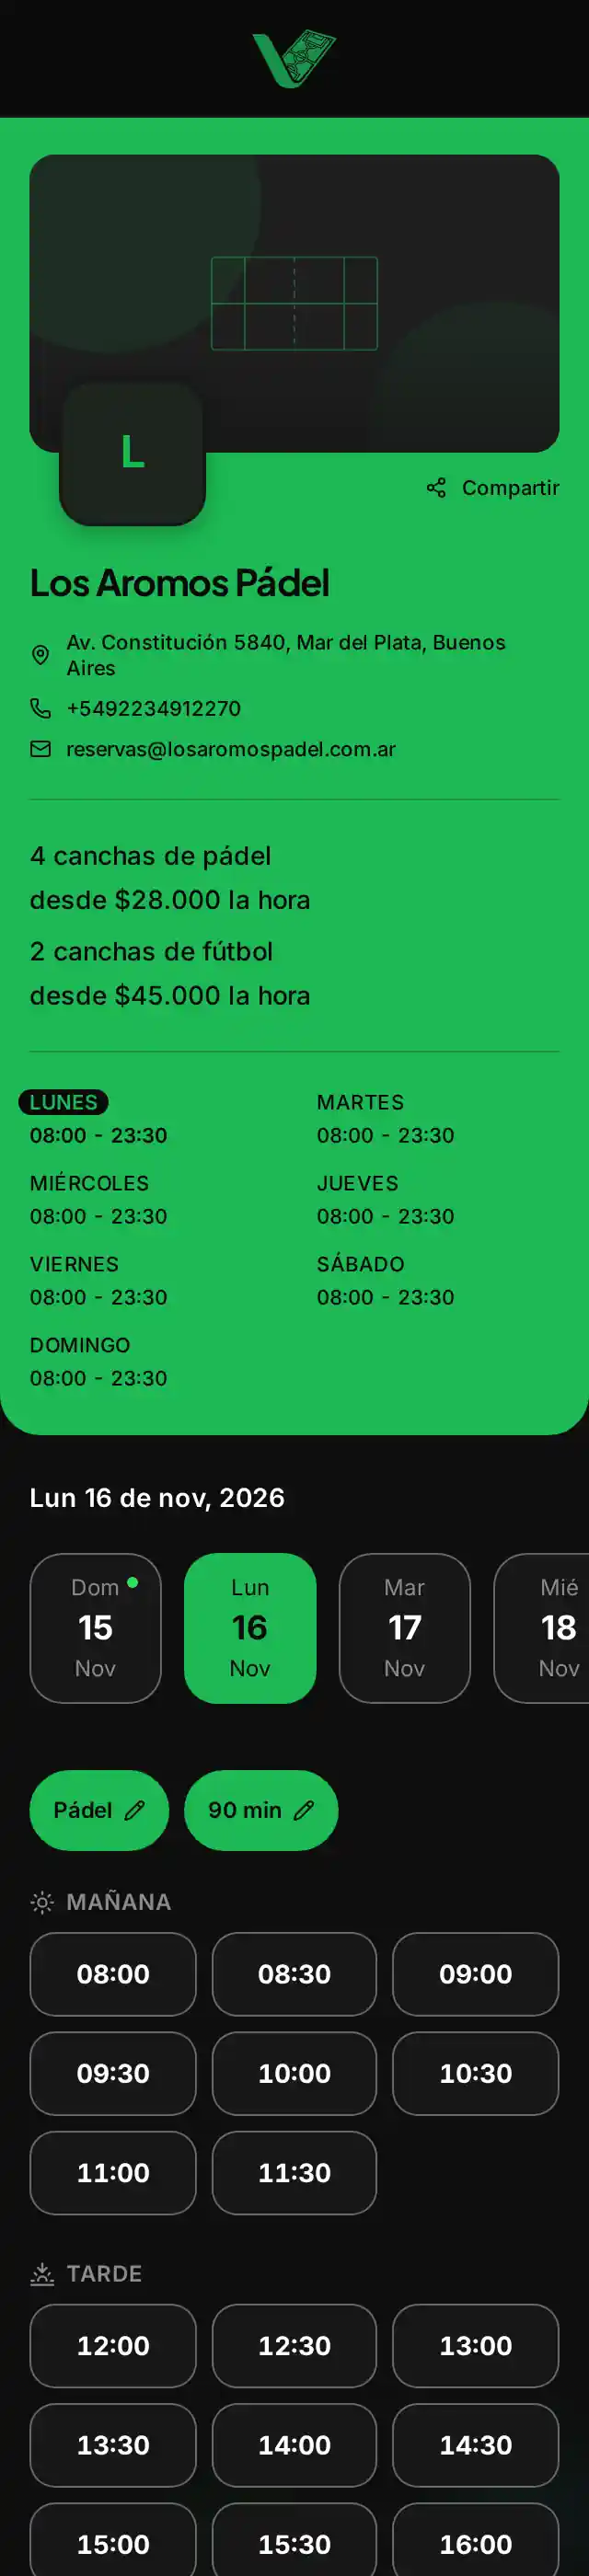 L
Compartir
Los Aromos Pádel
Av. Constitución 5840, Mar del Plata, Buenos
Aires
+5492234912270
reservas@losaromospadel.com.ar
4 canchas de pádel
desde $28.000 la hora
2 canchas de fútbol
desde $45.000 la hora
LUNES
08:00 - 23:30
MARTES
08:00 - 23:30
MIÉRCOLES
08:00 - 23:30
JUEVES
08:00 - 23:30
VIERNES
08:00 - 23:30
SÁBADO
08:00 - 23:30
DOMINGO
08:00 - 23:30
Lun 16 de nov, 2026
Dom
15
Nov
Lun
16
Nov
Mar
17
Nov
Mié
18
Nov
Pádel
90 min
MAÑANA
08:00
08:30
09:00
09:30
10:00
10:30
11:00
11:30
TARDE
12:00
12:30
13:00
13:30
14:00
14:30
15:00
15:30
16:00